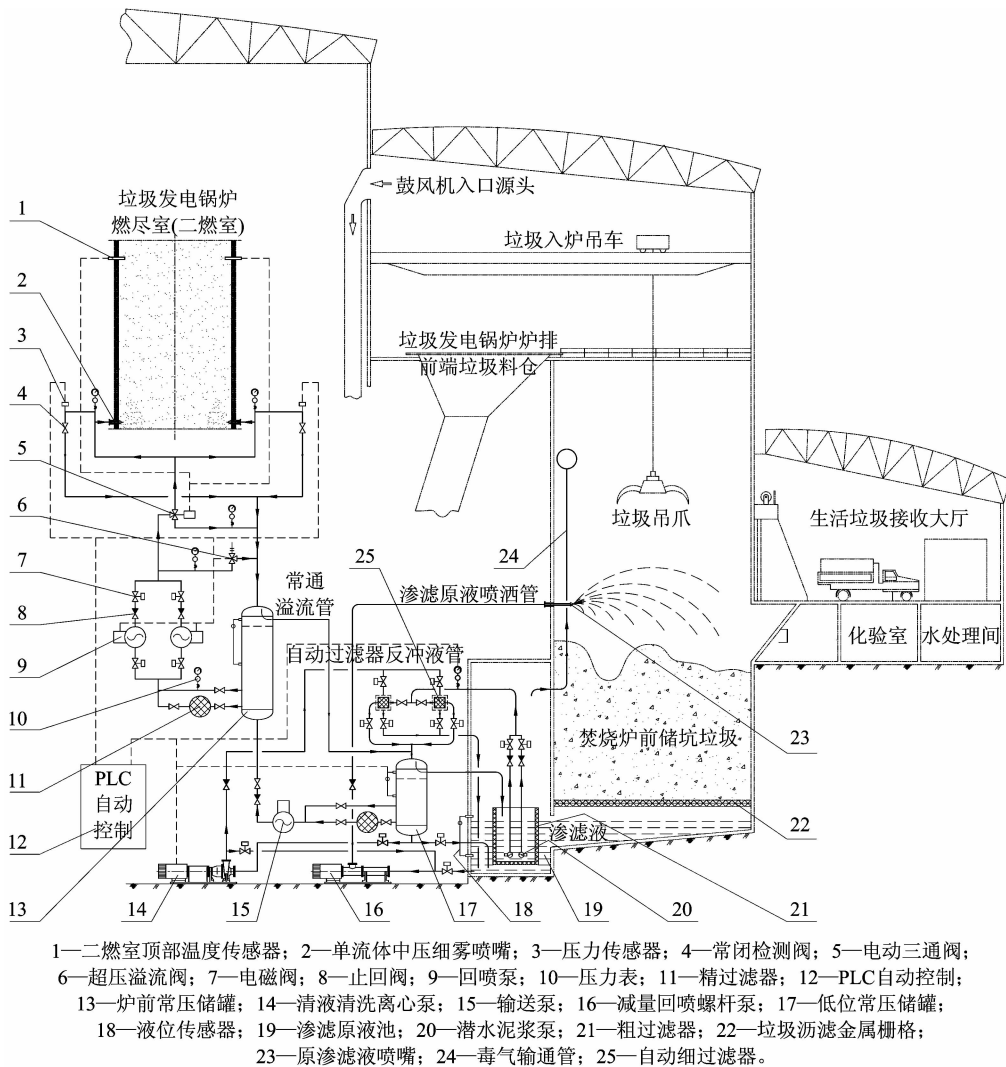 鼓风机入口源头
垃圾发电锅炉
燃尽室(二燃室)
垃圾入炉吊车
1
2
3
4
5
6
7
8
9
10
11
12
13
垃圾发电锅炉炉排
前端垃圾料仓
垃圾吊爪
生活垃圾接收大厅
24
25
常通
溢流管
渗滤原液喷洒管
化验室
水处理间
自动过滤器反冲液管
焚烧炉前储坑垃圾
23
PLC
自动
控制
渗滤液
22
14
15
16
17
18
19
20
21
1—二燃室顶部温度传感器；2—单流体中压细雾喷嘴；3—压力传感器；4—常闭检测阀；5—电动三通阀；
6—超压溢流阀；7—电磁阀；8—止回阀；9—回喷泵；10—压力表；11—精过滤器；12—PLC自动控制；
13—炉前常压储罐；14—清液清洗离心泵；15—输送泵；16—减量回喷螺杆泵；17—低位常压储罐；
18—液位传感器；19—渗滤原液池；20—潜水泥浆泵；21—粗过滤器；22—垃圾沥滤金属栅格；
23—原渗滤液喷嘴；24—毒气输通管；25—自动细过滤器。